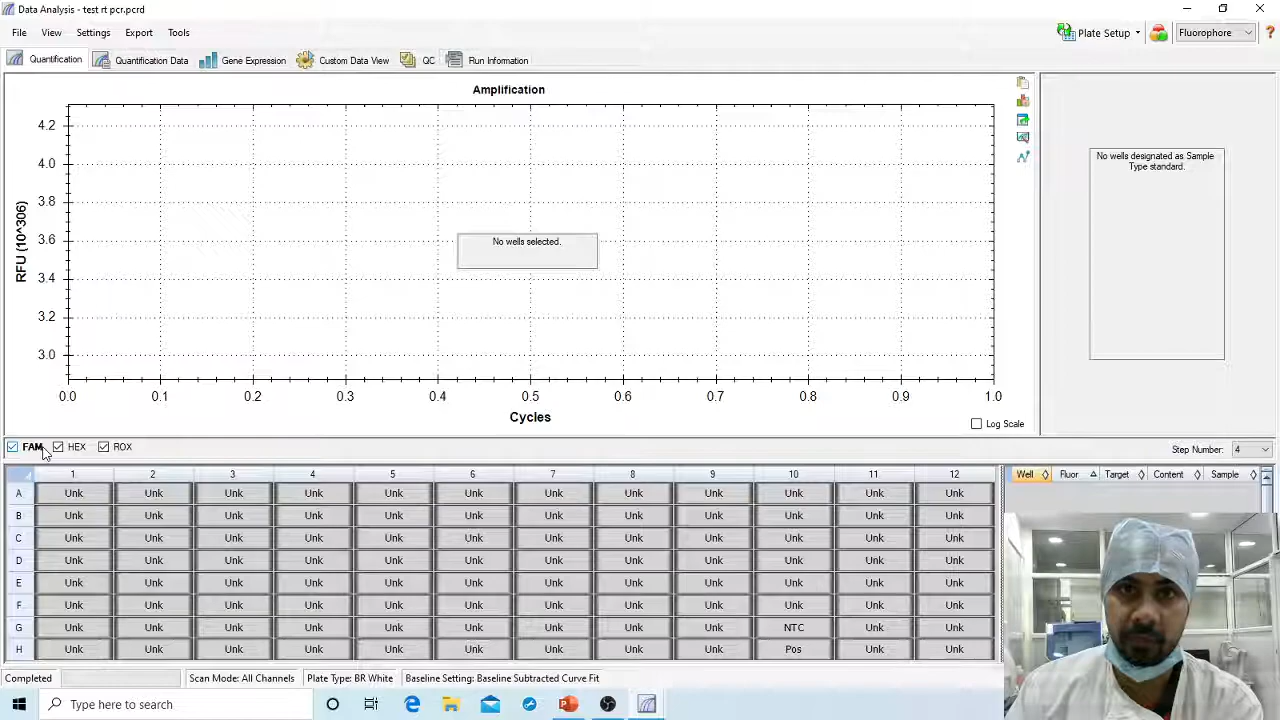 Data Analysis - test rt pcr.pcrd
File View Settings Export Tools
Plate Setup Fluorophore ?
Quantification Quantification Data Gene Expression Custom Data View QC Run Information
Amplification
4.2
4.0
3.8
3.6
3.4
3.2
3.0
RFU (10^306)
No wells selected.
0.0 0.1 0.2 0.3 0.4 0.5 0.6 0.7 0.8 0.9 1.0
Cycles
Log Scale
No wells designated as Sample
Type standard.
FAM HEX ROX
Step Number: 4
1 2 3 4 5 6 7 8 9 10 11 12
A Unk Unk Unk Unk Unk Unk Unk Unk Unk Unk Unk Unk
B Unk Unk Unk Unk Unk Unk Unk Unk Unk Unk Unk Unk
C Unk Unk Unk Unk Unk Unk Unk Unk Unk Unk Unk Unk
D Unk Unk Unk Unk Unk Unk Unk Unk Unk Unk Unk Unk
E Unk Unk Unk Unk Unk Unk Unk Unk Unk Unk Unk Unk
F Unk Unk Unk Unk Unk Unk Unk Unk Unk Unk Unk Unk
G Unk Unk Unk Unk Unk Unk Unk Unk Unk NTC Unk Unk
H Unk Unk Unk Unk Unk Unk Unk Unk Unk Pos Unk Unk
Well Fluor Target Content Sample
Completed Scan Mode: All Channels Plate Type: BR White Baseline Setting: Baseline Subtracted Curve Fit
Type here to search